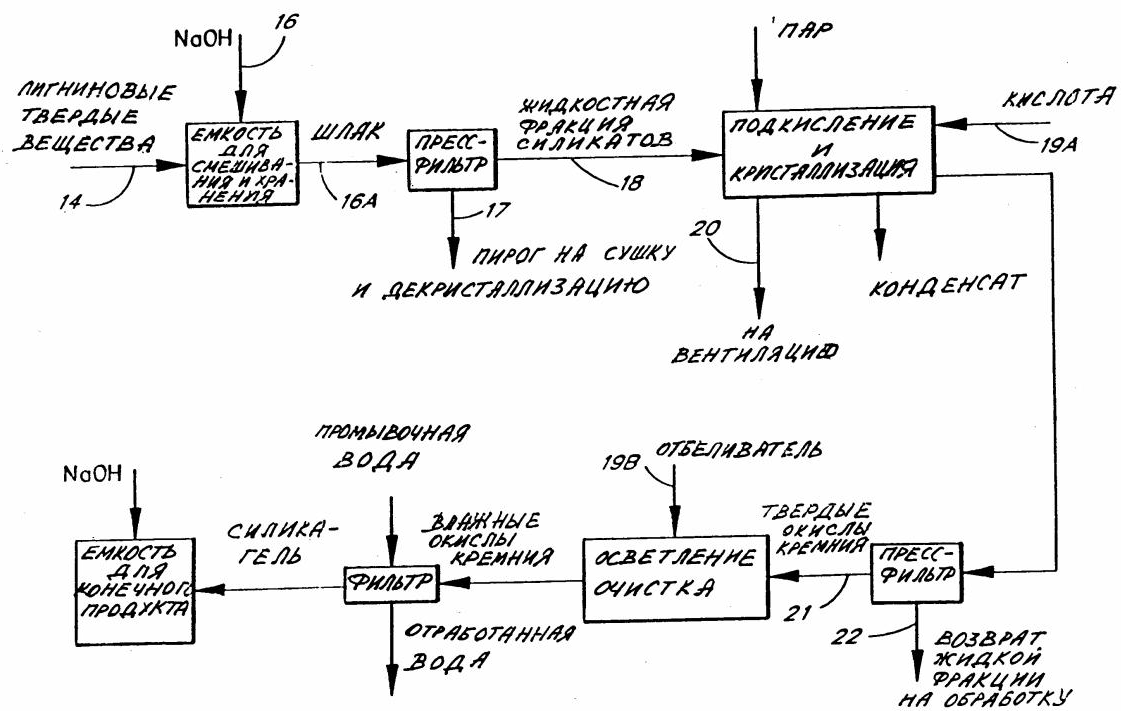 NaOH
16
ПАР
ЛИГНИНОВЫЕ
ТВЕРДЫЕ
ВЕЩЕСТВА
14
ЕМКОСТЬ
ДЛЯ
СМЕШИВА-
НИЯ И ХРА-
НЕНИЯ
ШЛАК
16А
ПРЕСС-
ФИЛЬТР
17
ЖИДКОСТНАЯ
ФРАКЦИЯ
СИЛИКАТОВ
18
ПОДКИСЛЕНИЕ
И
КРИСТАЛЛИЗАЦИЯ
КИСЛОТА
19А
ПИРОГ НА СУШКУ
И ДЕКРИСТАЛЛИЗАЦИЮ
20
НА
ВЕНТИЛЯЦИЮ
КОНДЕНСАТ
NaOH
ЕМКОСТЬ
ДЛЯ
КОНЕЧНОГО
ПРОДУКТА
СИЛИКА-
ГЕЛЬ
ПРОМЫВОЧНАЯ
ВОДА
ФИЛЬТР
ОТРАБОТАННАЯ
ВОДА
ВЛАЖНЫЕ
ОКИСЛЫ
КРЕМНИЯ
19В
ОТБЕЛИВАТЕЛЬ
ОСВЕТЛЕНИЕ
ОЧИСТКА
ТВЕРДЫЕ
ОКИСЛЫ
КРЕМНИЯ
21
ПРЕСС-
ФИЛЬТР
22
ВОЗВРАТ
ЖИДКОЙ
ФРАКЦИИ
НА ОБРАБОТКУ